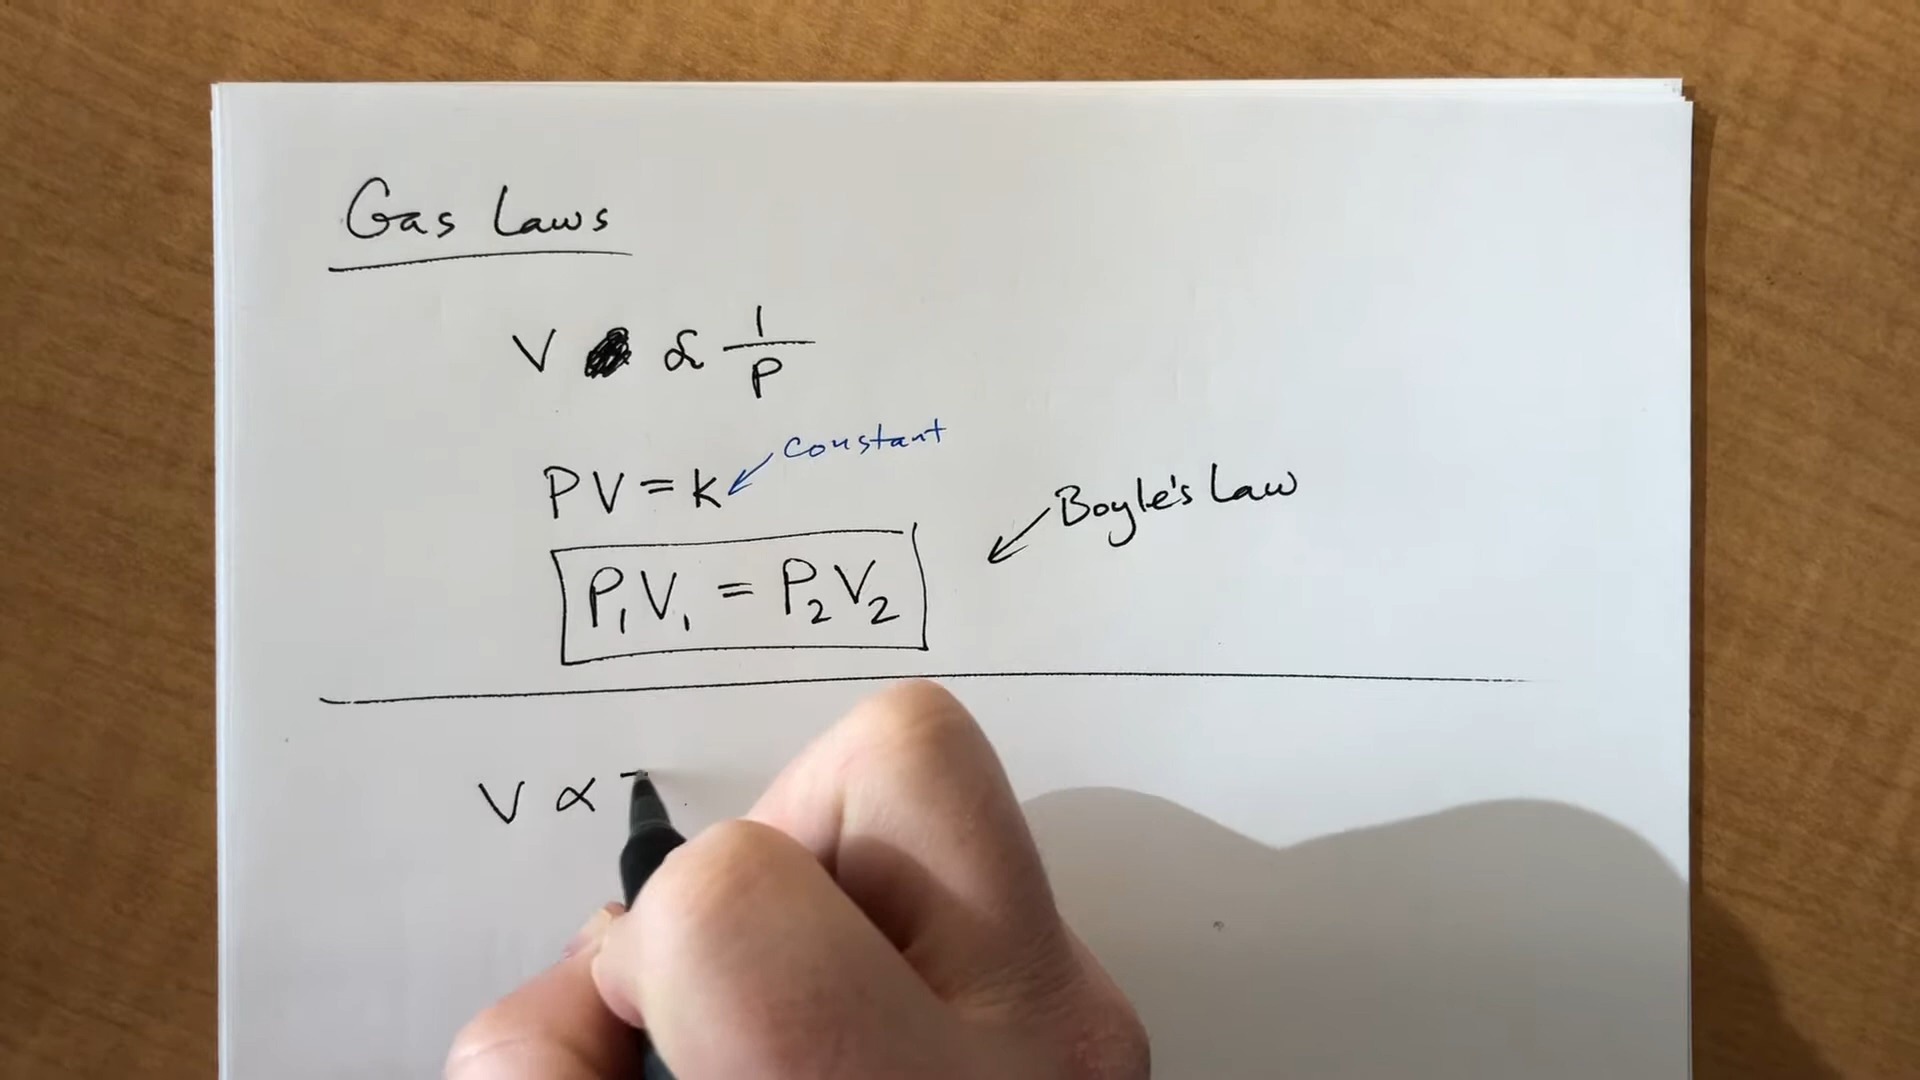 Gas Laws
V ∝ 1/P
PV = k
constant
Boyle's Law
P₁V₁ = P₂V₂
V ∝